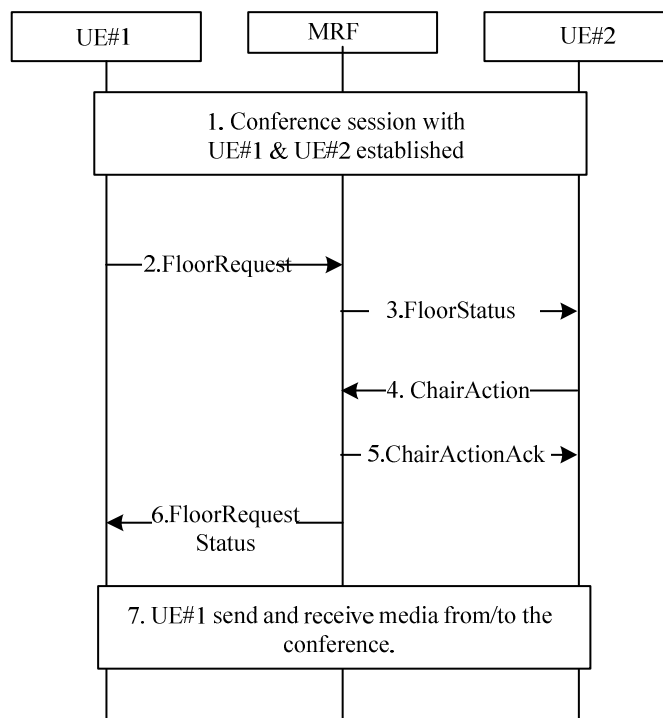 UE#1
MRF
UE#2
1. Conference session with
UE#1 & UE#2 established
2.FloorRequest
3.FloorStatus
4. ChairAction
5.ChairActionAck
6.FloorRequest
Status
7. UE#1 send and receive media from/to the
conference.